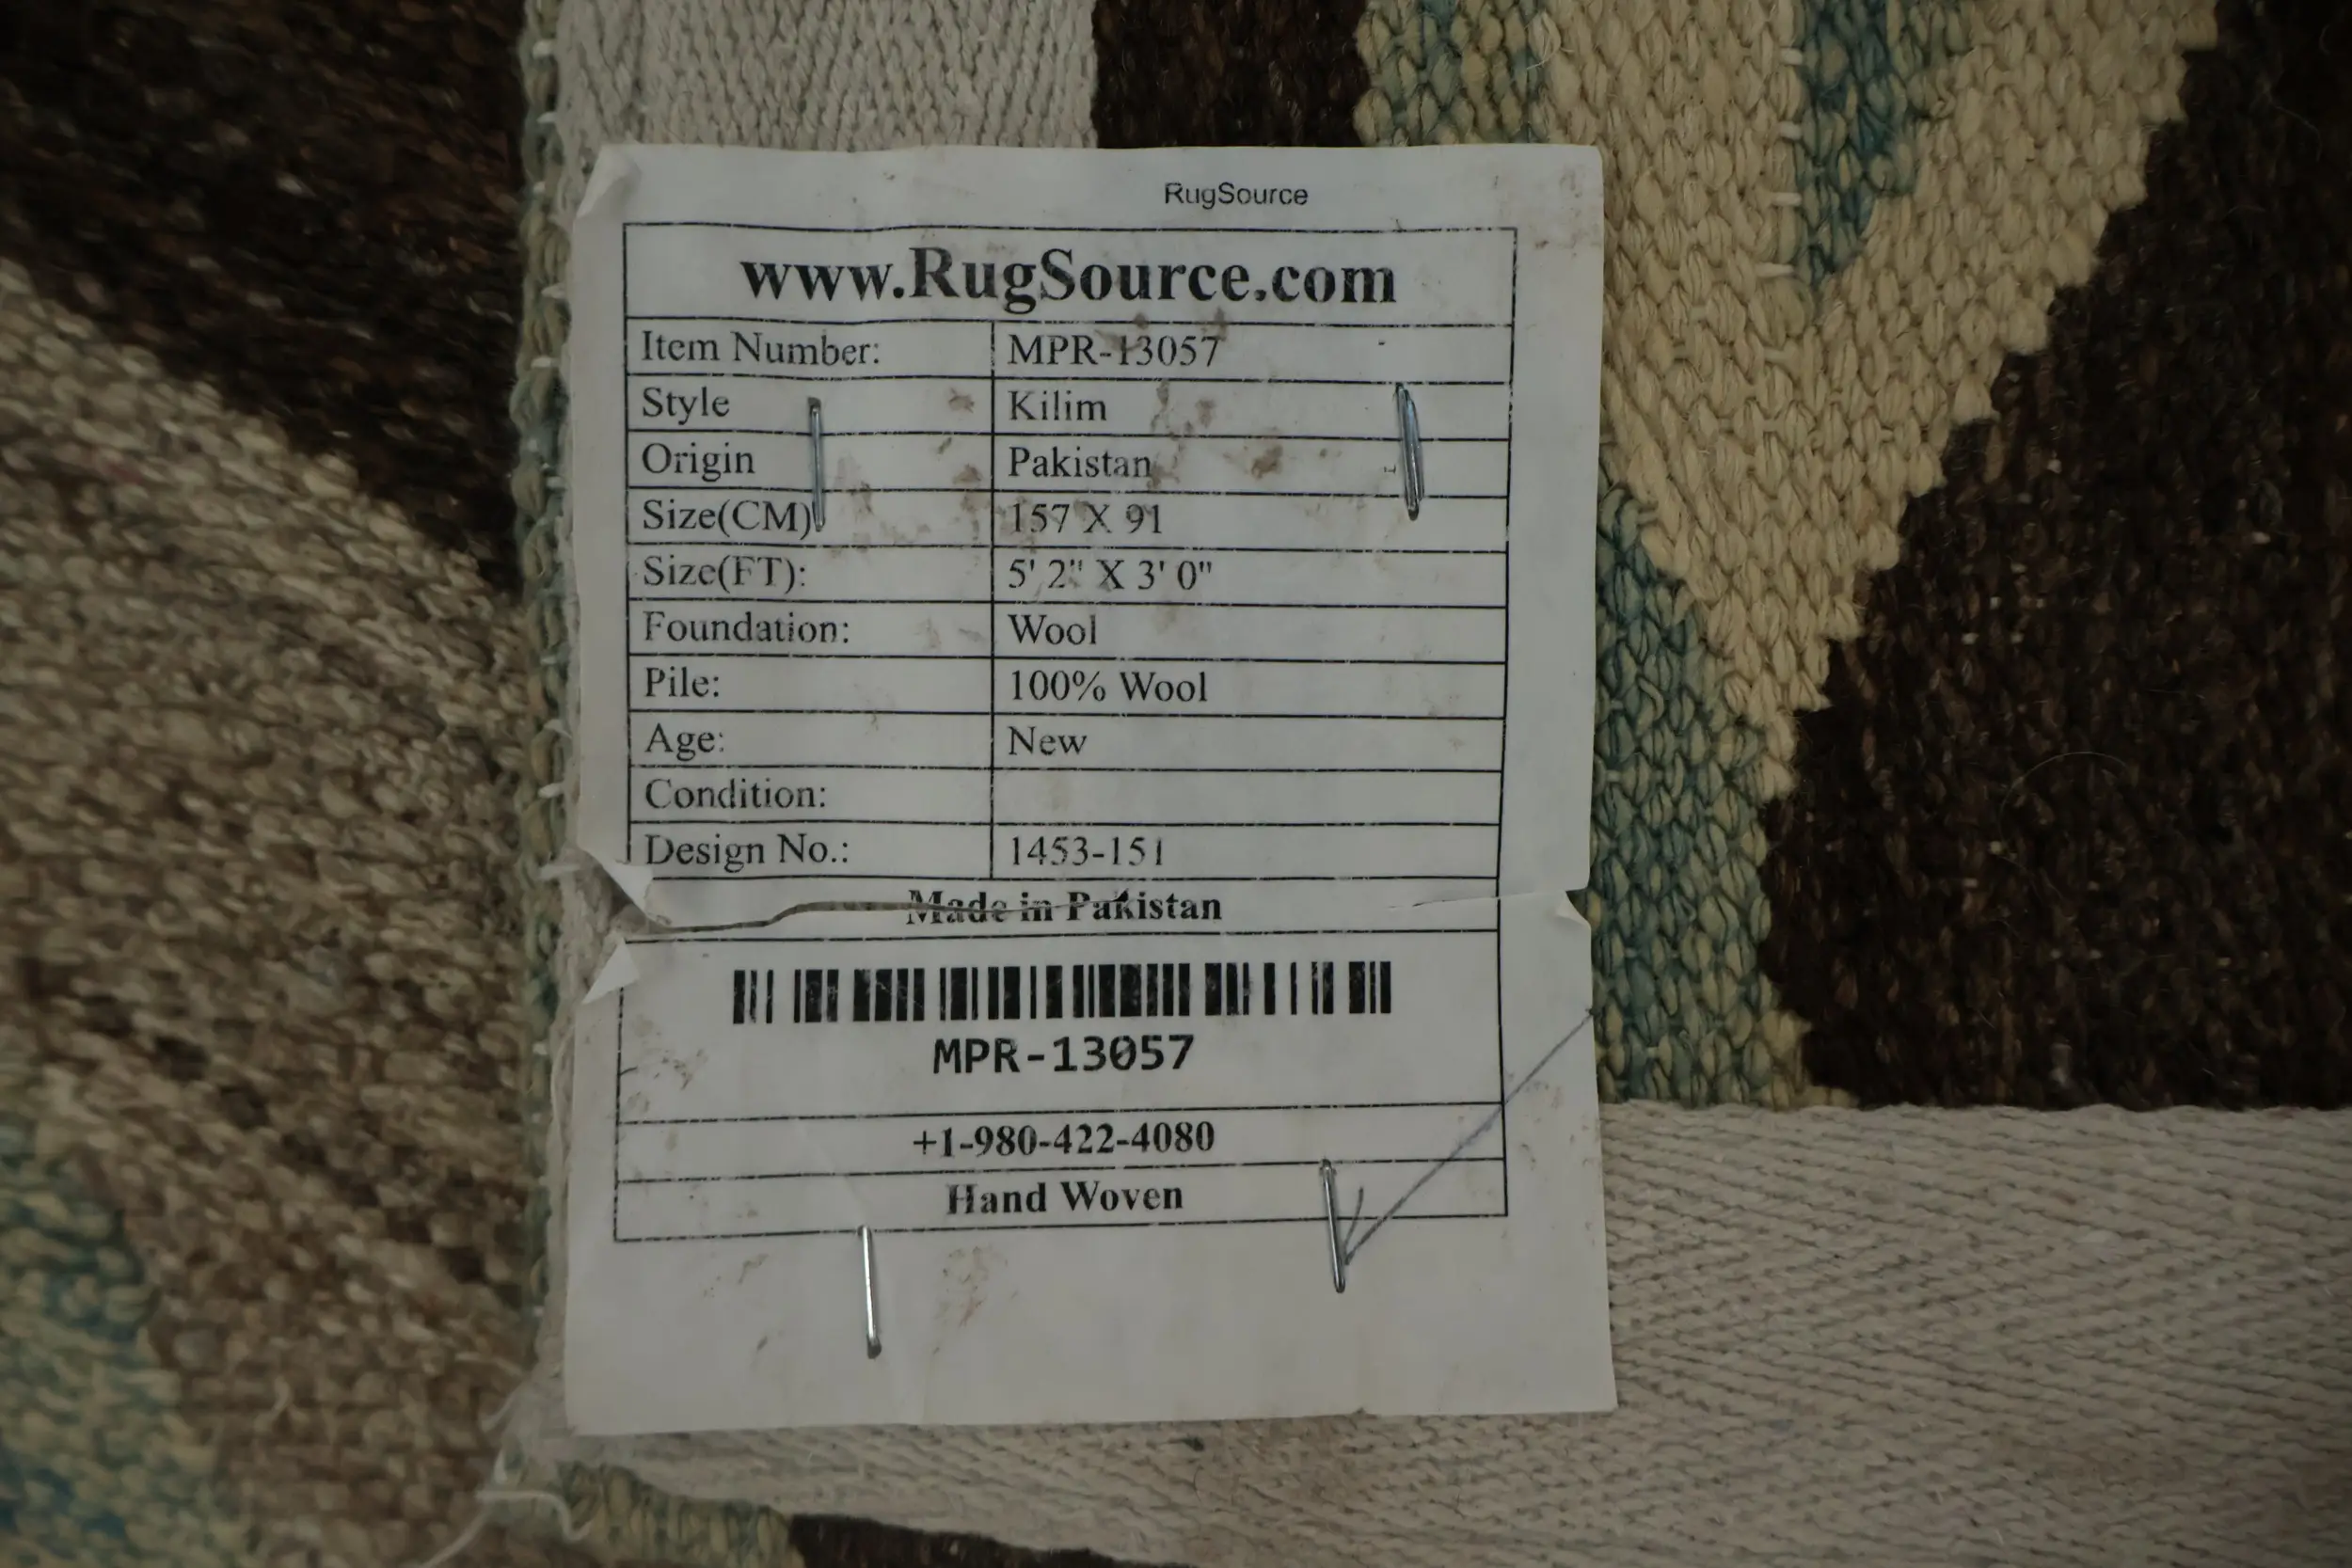 RugSource
www.RugSource.com
Item Number: MPR-13057
Style Kilim
Origin Pakistan
Size(CM) 157 X 91
Size(FT): 5' 2" X 3' 0"
Foundation: Wool
Pile: 100% Wool
Age: New
Condition:
Design No.: 1453-151
Made in Pakistan
MPR-13057
+1-980-422-4080
Hand Woven